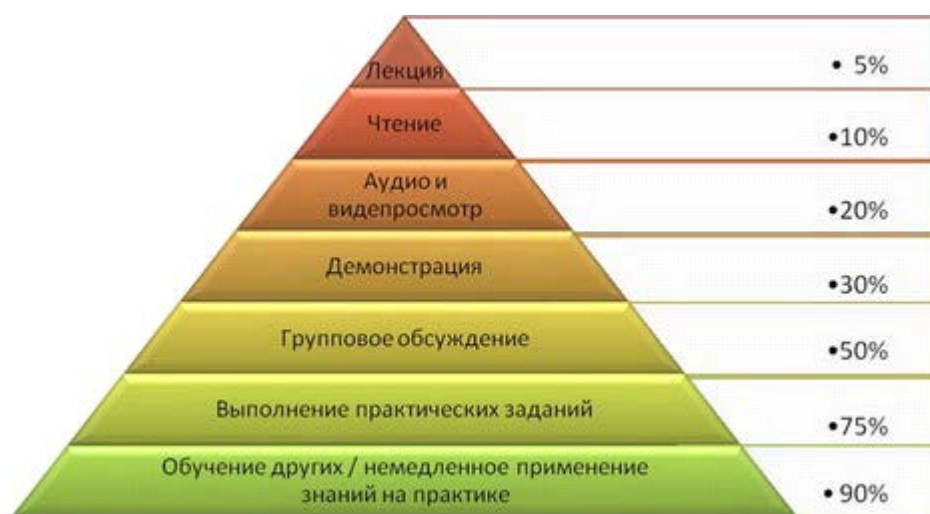 Лекция
• 5%
Чтение
•10%
Аудио и
видепросмотр
•20%
Демонстрация
•30%
Групповое обсуждение
•50%
Выполнение практических заданий
•75%
Обучение других / немедленное применение
знаний на практике
• 90%